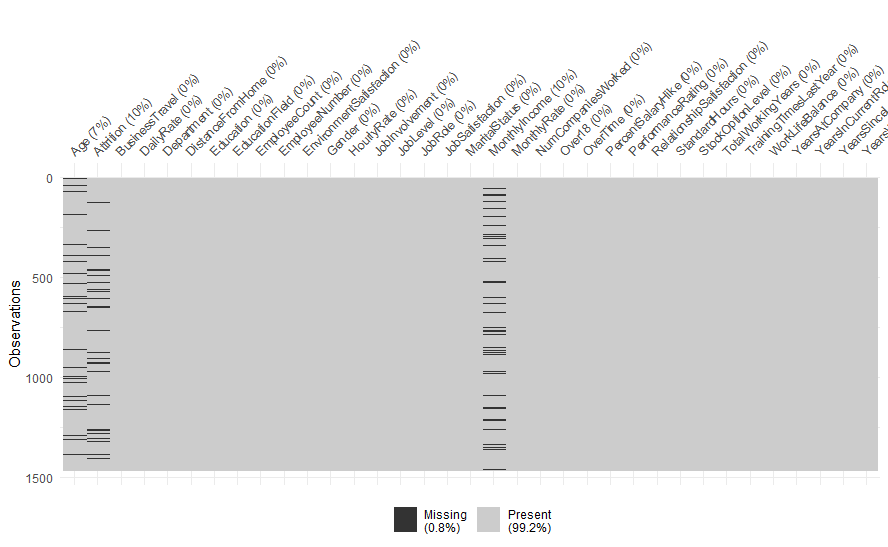 Age (7%)
Attrition (10%)
BusinessTravel (0%)
DailyRate (0%)
Department (0%)
DistanceFromHome (0%)
Education (0%)
EducationField (0%)
EmployeeCount (0%)
EmployeeNumber (0%)
EnvironmentSatisfaction (0%)
Gender (0%)
HourlyRate (0%)
JobInvolvement (0%)
JobLevel (0%)
JobRole (0%)
JobSatisfaction (0%)
MaritalStatus (0%)
MonthlyIncome (10%)
MonthlyRate (0%)
NumCompaniesWorked (0%)
Over18 (0%)
OverTime (0%)
PercentSalaryHike (0%)
PerformanceRating (0%)
RelationshipSatisfaction (0%)
StandardHours (0%)
StockOptionLevel (0%)
TotalWorkingYears (0%)
TrainingTimesLastYear (0%)
WorkLifeBalance (0%)
YearsAtCompany (0%)
YearsInCurrentRo
YearsSinceL
Years
0
500
1000
1500
Observations
Missing
(0.8%)
Present
(99.2%)